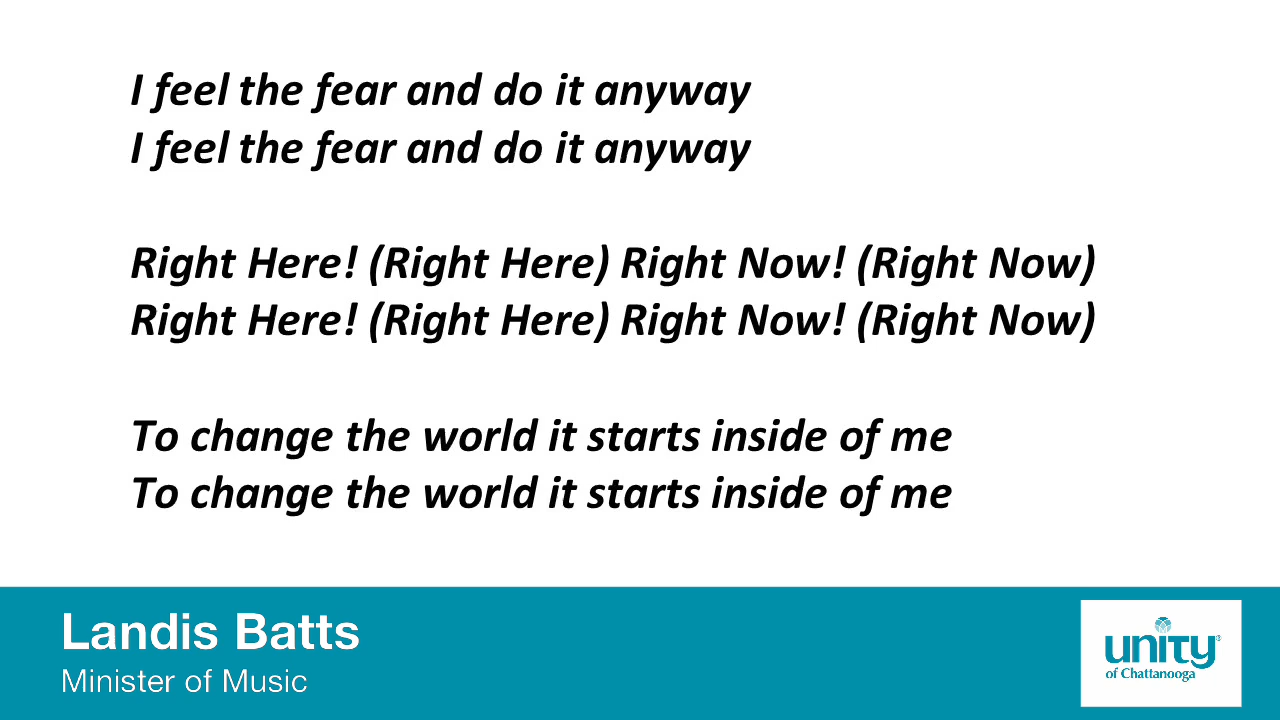 I feel the fear and do it anyway
I feel the fear and do it anyway
Right Here! (Right Here) Right Now! (Right Now)
Right Here! (Right Here) Right Now! (Right Now)
To change the world it starts inside of me
To change the world it starts inside of me
Landis Batts
Minister of Music
unity®
of Chattanooga